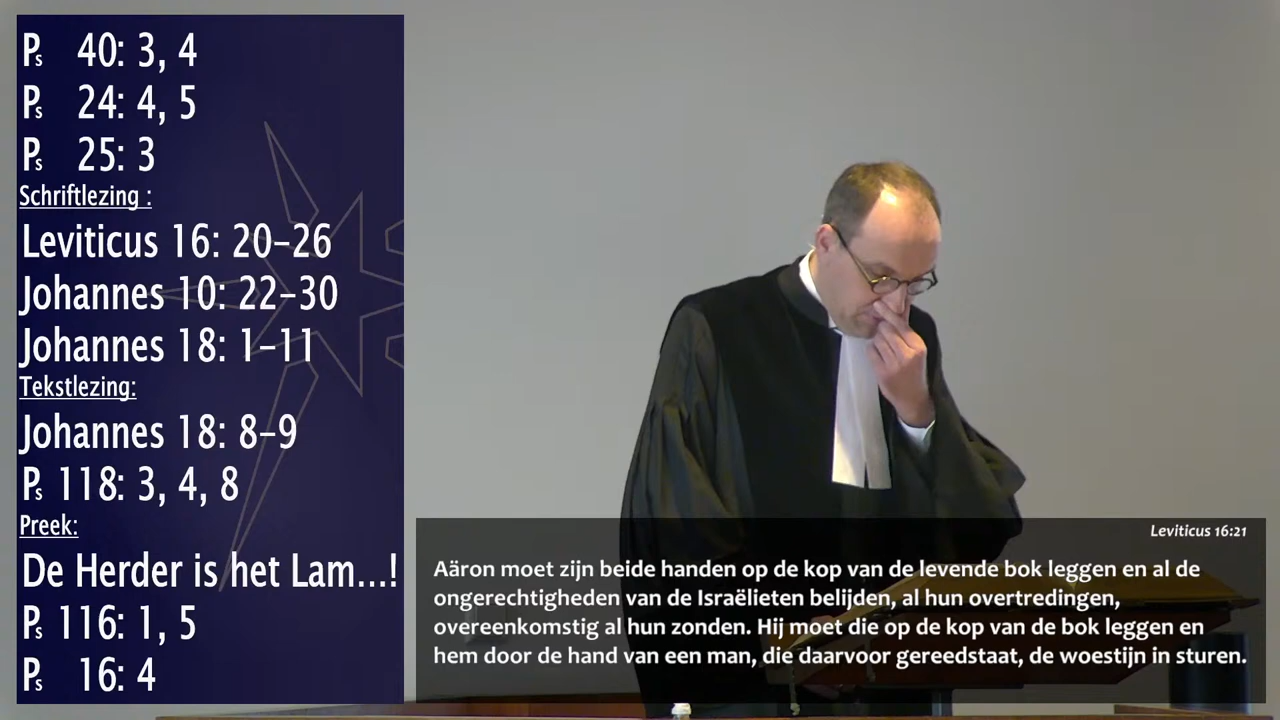 Ps 40: 3, 4
Ps 24: 4, 5
Ps 25: 3
Schriftlezing :
Leviticus 16: 20–26
Johannes 10: 22–30
Johannes 18: 1–11
Tekstlezing:
Johannes 18: 8–9
Ps 118: 3, 4, 8
Preek:
De Herder is het Lam...!
Ps 116: 1, 5
Ps 16: 4
Leviticus 16:21
Aäron moet zijn beide handen op de kop van de levende bok leggen en al de
ongerechtigheden van de Israëlieten belijden, al hun overtredingen,
overeenkomstig al hun zonden. Hij moet die op de kop van de bok leggen en
hem door de hand van een man, die daarvoor gereedstaat, de woestijn in sturen.